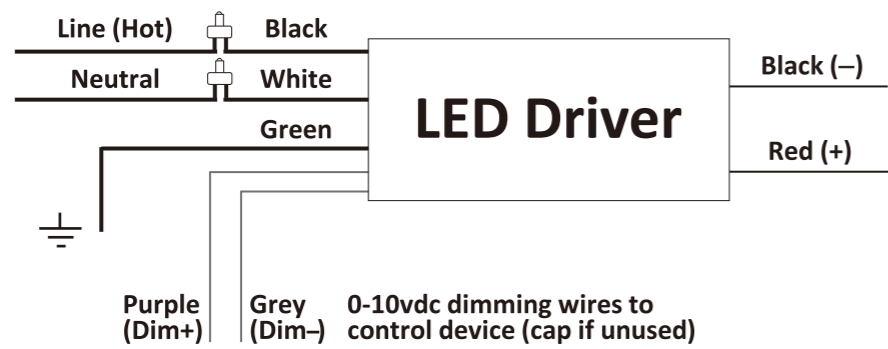 Line (Hot) Black
Neutral White
Green
LED Driver
Black (–)
Red (+)
Purple
(Dim+)
Grey
(Dim–)
0-10vdc dimming wires to
control device (cap if unused)